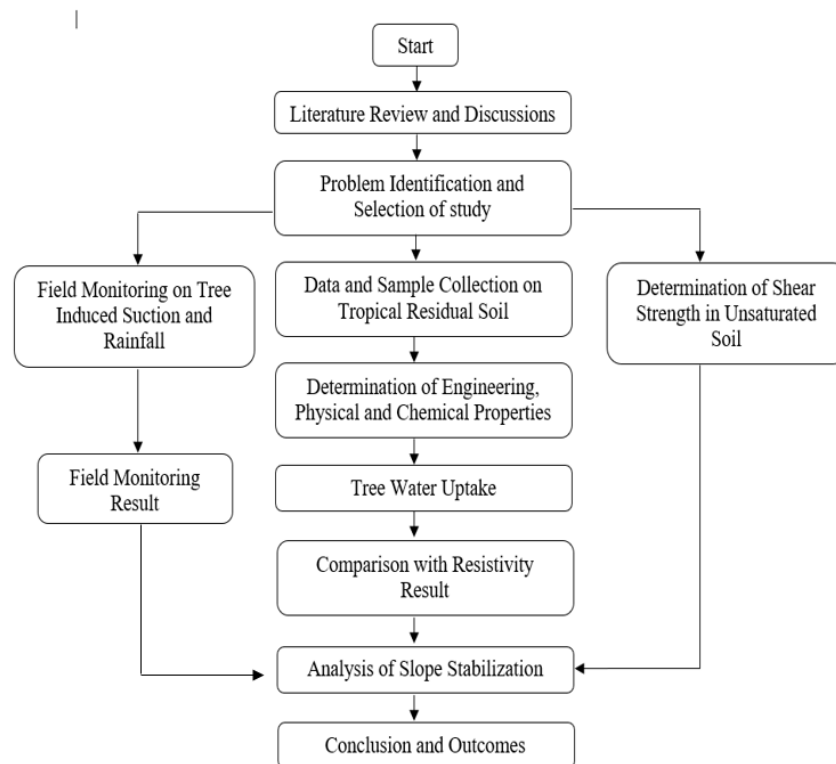 Start
Literature Review and Discussions
Problem Identification and
Selection of study
Field Monitoring on Tree
Induced Suction and
Rainfall
Data and Sample Collection on
Tropical Residual Soil
Determination of Shear
Strength in Unsaturated
Soil
Determination of Engineering,
Physical and Chemical Properties
Field Monitoring
Result
Tree Water Uptake
Comparison with Resistivity
Result
Analysis of Slope Stabilization
Conclusion and Outcomes